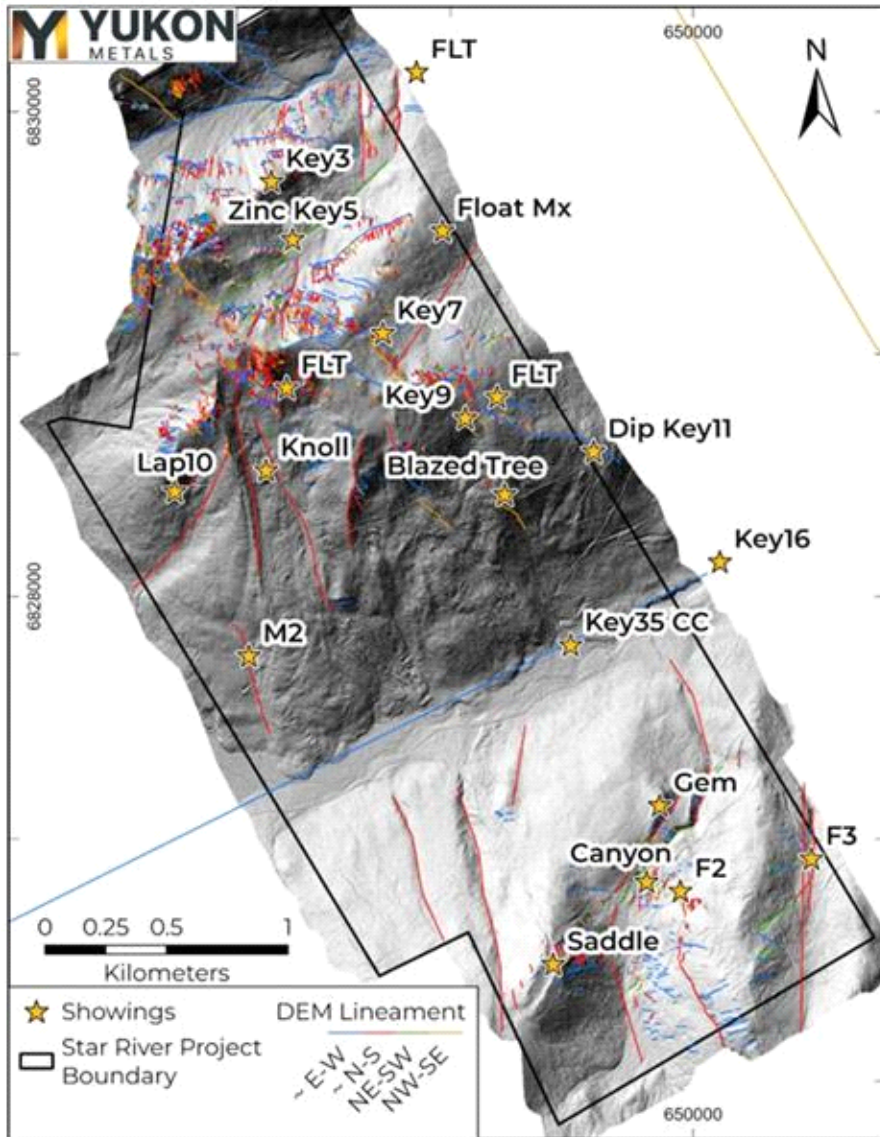 YUKON
METALS
650000
N
6830000
FLT
Key3
Zinc Key5
Float Mx
Key7
FLT
Key9
FLT
Dip Key11
Lap10
Knoll
Blazed Tree
Key16
6828000
M2
Key35 CC
Gem
Canyon
F2
F3
Saddle
0 0.25 0.5 1
Kilometers
Showings
Star River Project
Boundary
DEM Lineament
~ E-W
~ N-S
NE-SW
NW-SE
650000